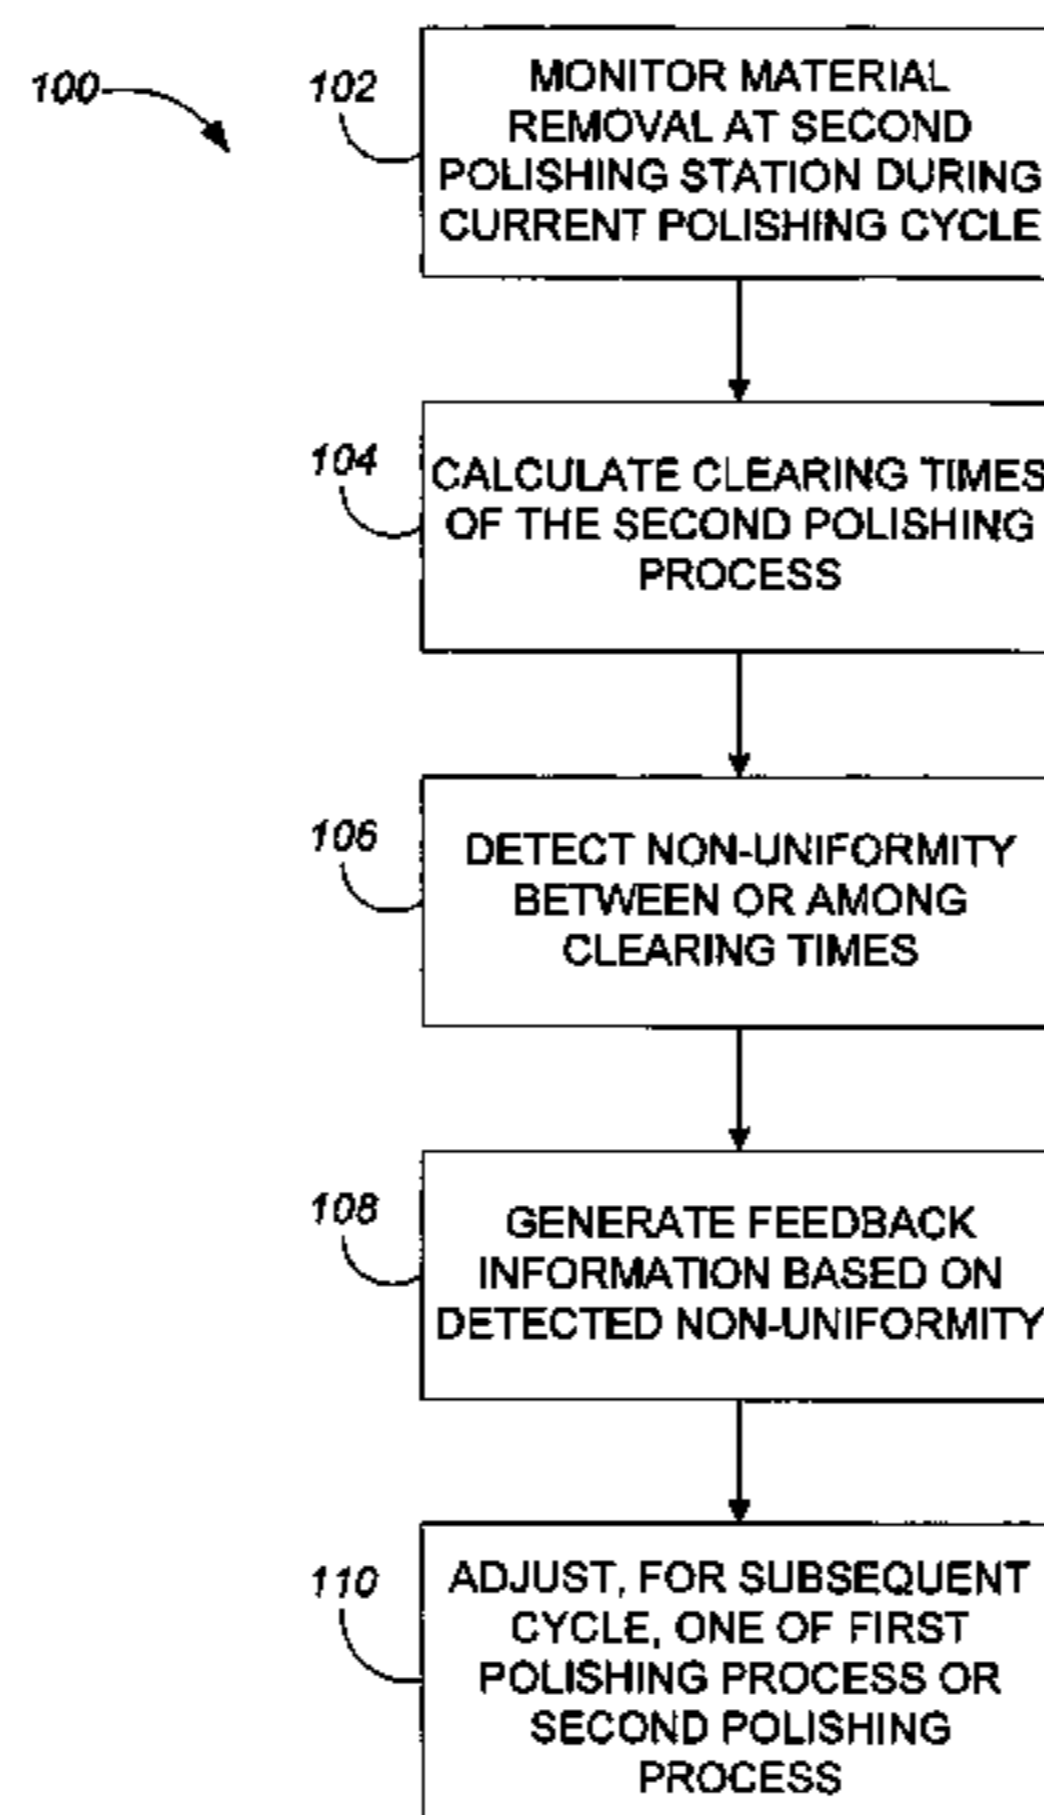 100
102
MONITOR MATERIAL
REMOVAL AT SECOND
POLISHING STATION DURING
CURRENT POLISHING CYCLE
104
CALCULATE CLEARING TIMES
OF THE SECOND POLISHING
PROCESS
106
DETECT NON-UNIFORMITY
BETWEEN OR AMONG
CLEARING TIMES
108
GENERATE FEEDBACK
INFORMATION BASED ON
DETECTED NON-UNIFORMITY
110
ADJUST, FOR SUBSEQUENT
CYCLE, ONE OF FIRST
POLISHING PROCESS OR
SECOND POLISHING
PROCESS